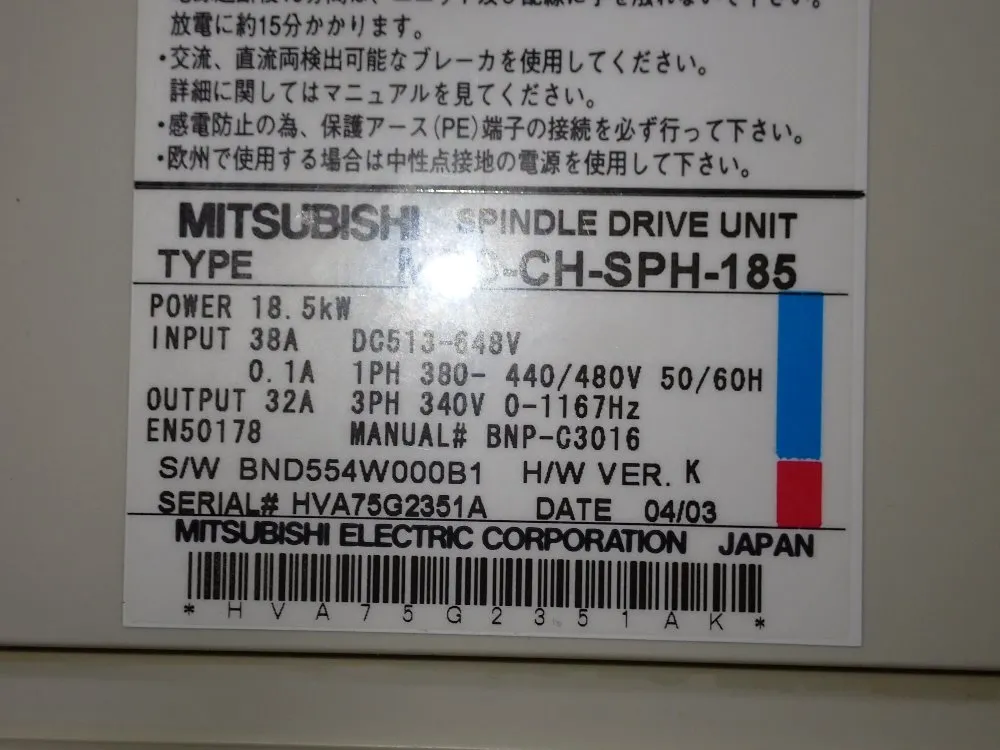 放電に約15分かかります。
・交流、直流両検出可能なブレーカを使用してください。
詳細に関してはマニュアルを見てください。
・感電防止の為、保護アース(PE)端子の接続を必ず行って下さい。
・欧州で使用する場合は中性点接地の電源を使用して下さい。
MITSUBISHI SPINDLE DRIVE UNIT
TYPE -CH-SPH-185
POWER 18.5kW
INPUT 38A DC513-648V
0.1A 1PH 380- 440/480V 50/60H
OUTPUT 32A 3PH 340V 0-1167Hz
EN50178 MANUAL# BNP-C3016
S/W BND554W000B1 H/W VER. K
SERIAL# HVA75G2351A DATE 04/03
MITSUBISHI ELECTRIC CORPORATION JAPAN
*HVA75G2351AK*